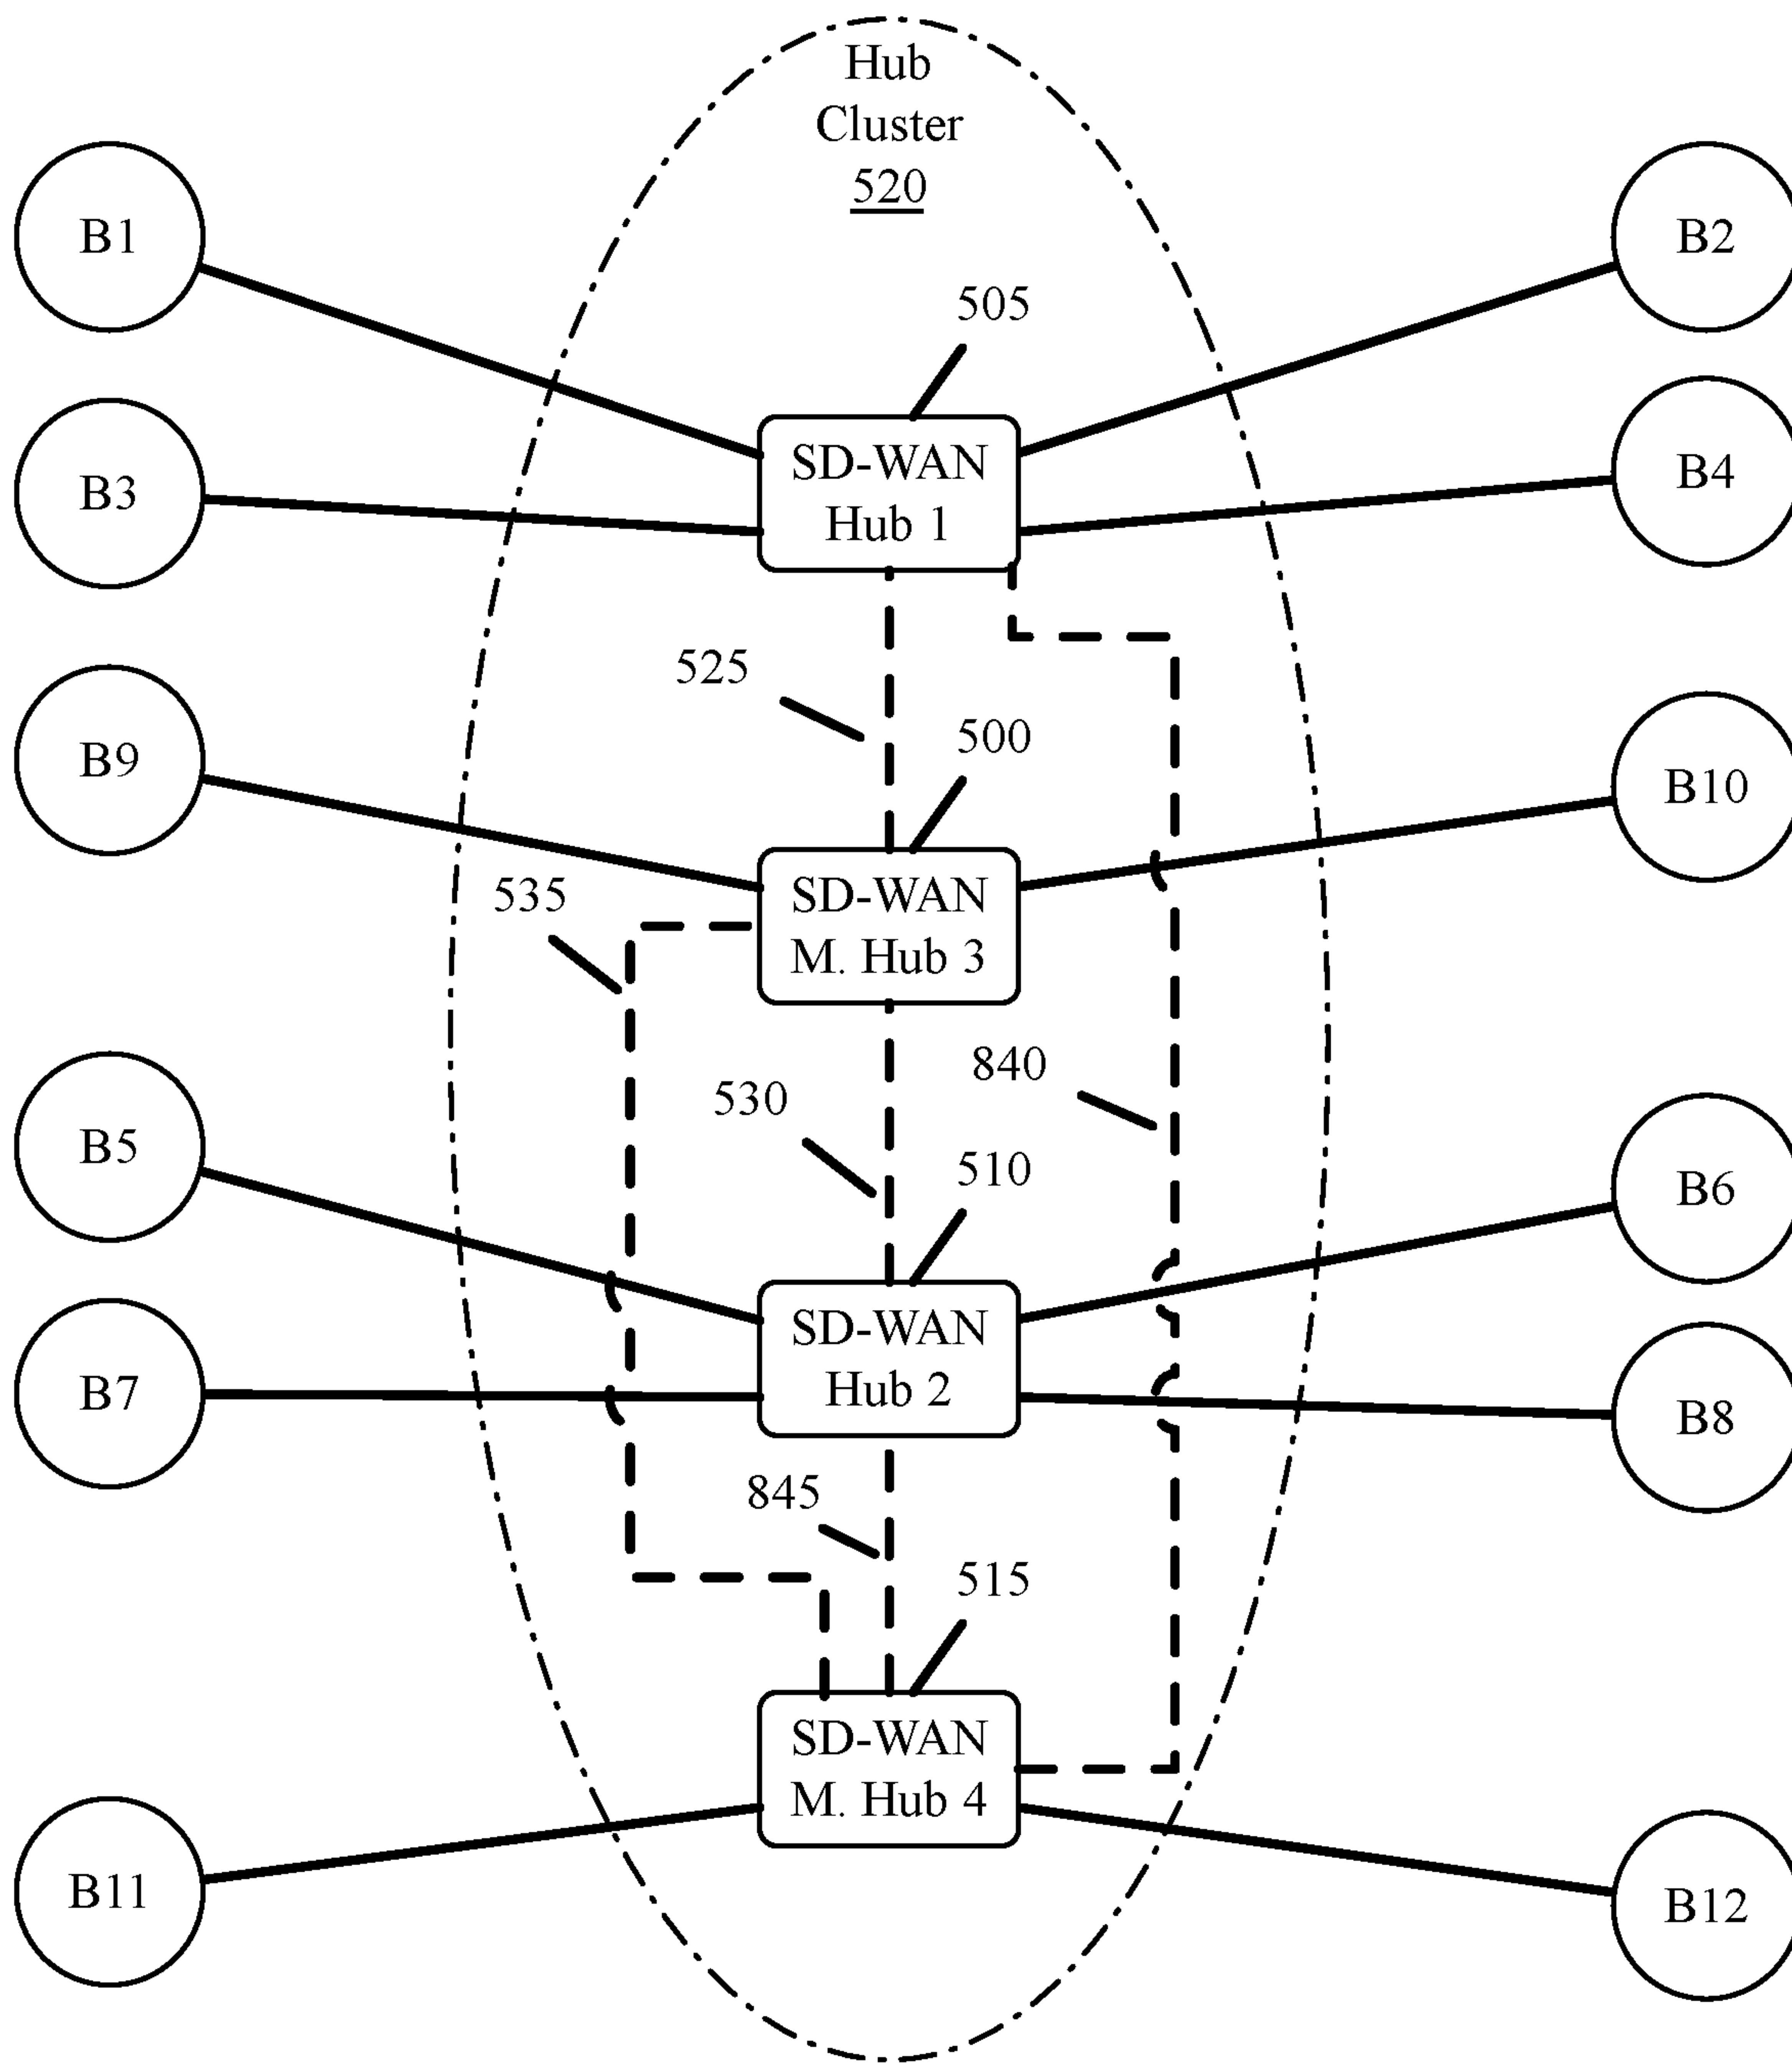 Hub
Cluster
520
B1
B2
505
SD-WAN
Hub 1
B3
B4
525
500
B9
B10
535
SD-WAN
M. Hub 3
840
530
510
B5
B6
SD-WAN
Hub 2
B7
B8
845
515
SD-WAN
M. Hub 4
B11
B12